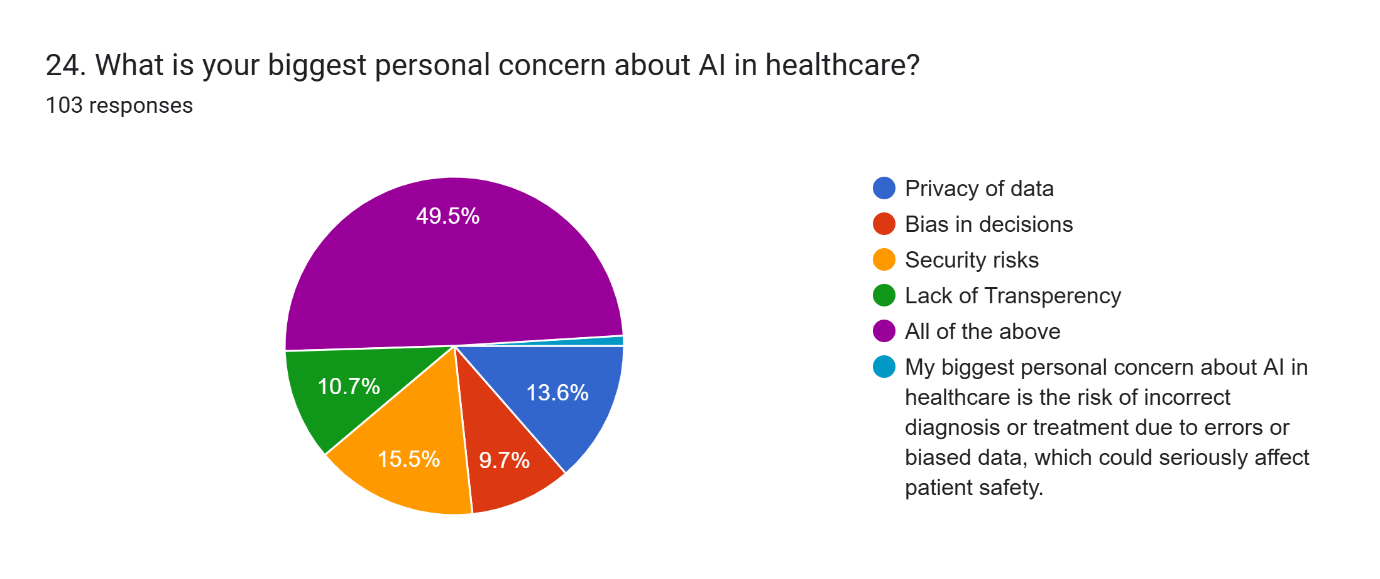 24. What is your biggest personal concern about AI in healthcare?
103 responses
49.5%
10.7%
13.6%
15.5%
9.7%
Privacy of data
Bias in decisions
Security risks
Lack of Transperency
All of the above
My biggest personal concern about AI in
healthcare is the risk of incorrect
diagnosis or treatment due to errors or
biased data, which could seriously affect
patient safety.